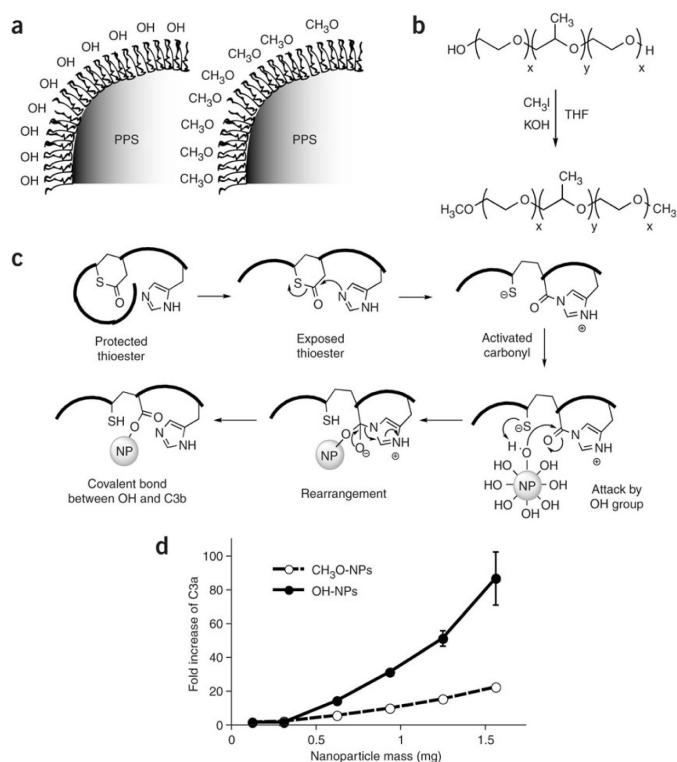 a
OH OH OH OH
OH
OH
OH
OH
OH
OH
OH
PPS
CH3O CH3O CH3O
CH3O
CH3O
CH3O
CH3O
CH3O
CH3O
CH3O
PPS
b
CH3
HO O O O H
x y x
CH3I
KOH
THF
CH3
H3CO O O O CH3
x y x
c
S O N NH
Protected
thioester
S O N NH
Exposed
thioester
⊖ S O N NH ⊕
Activated
carbonyl
SH O O N NH
NP
Covalent bond
between OH and C3b
SH O O ⊖ N NH ⊕
NP
Rearrangement
⊖ S H O O N NH ⊕
HO OH
HO NP OH
HO OH
OH
Attack by
OH group
d
Fold increase of C3a
100
80
60
40
20
0
CH3O-NPs
OH-NPs
0 0.5 1 1.5
Nanoparticle mass (mg)